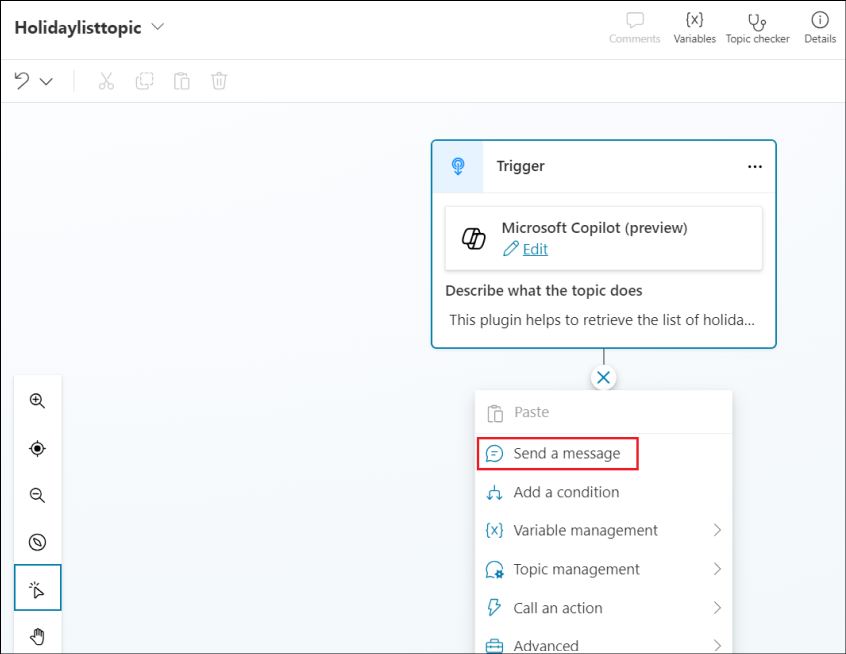 Holidaylisttopic
Comments
Variables
Topic checker
Details
Trigger
Microsoft Copilot (preview)
Edit
Describe what the topic does
This plugin helps to retrieve the list of holida...
Paste
Send a message
Add a condition
{x} Variable management
Topic management
Call an action
Advanced